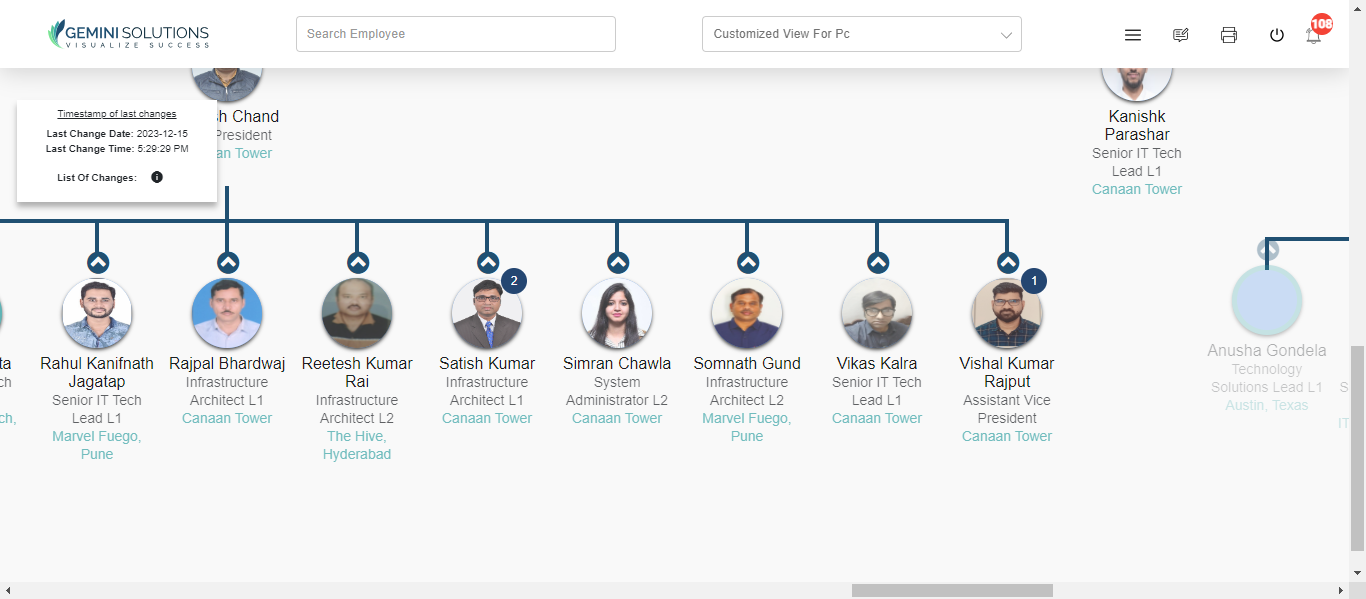 GEMINI SOLUTIONS
VISUALIZE SUCCESS
Search Employee
Customized View For Pc
108
Timestamp of last changes
Last Change Date: 2023-12-15
Last Change Time: 5:29:29 PM
List Of Changes:
Chand
President
Tower
Kanishk
Parashar
Senior IT Tech
Lead L1
Canaan Tower
Rahul Kanifnath
Jagatap
Senior IT Tech
Lead L1
Marvel Fuego,
Pune
Rajpal Bhardwaj
Infrastructure
Architect L1
Canaan Tower
Reetesh Kumar
Rai
Infrastructure
Architect L2
The Hive,
Hyderabad
2
Satish Kumar
Infrastructure
Architect L1
Canaan Tower
Simran Chawla
System
Administrator L2
Canaan Tower
Somnath Gund
Infrastructure
Architect L2
Marvel Fuego,
Pune
Vikas Kalra
Senior IT Tech
Lead L1
Canaan Tower
1
Vishal Kumar
Rajput
Assistant Vice
President
Canaan Tower
Anusha Gondela
Technology
Solutions Lead L1
Austin, Texas